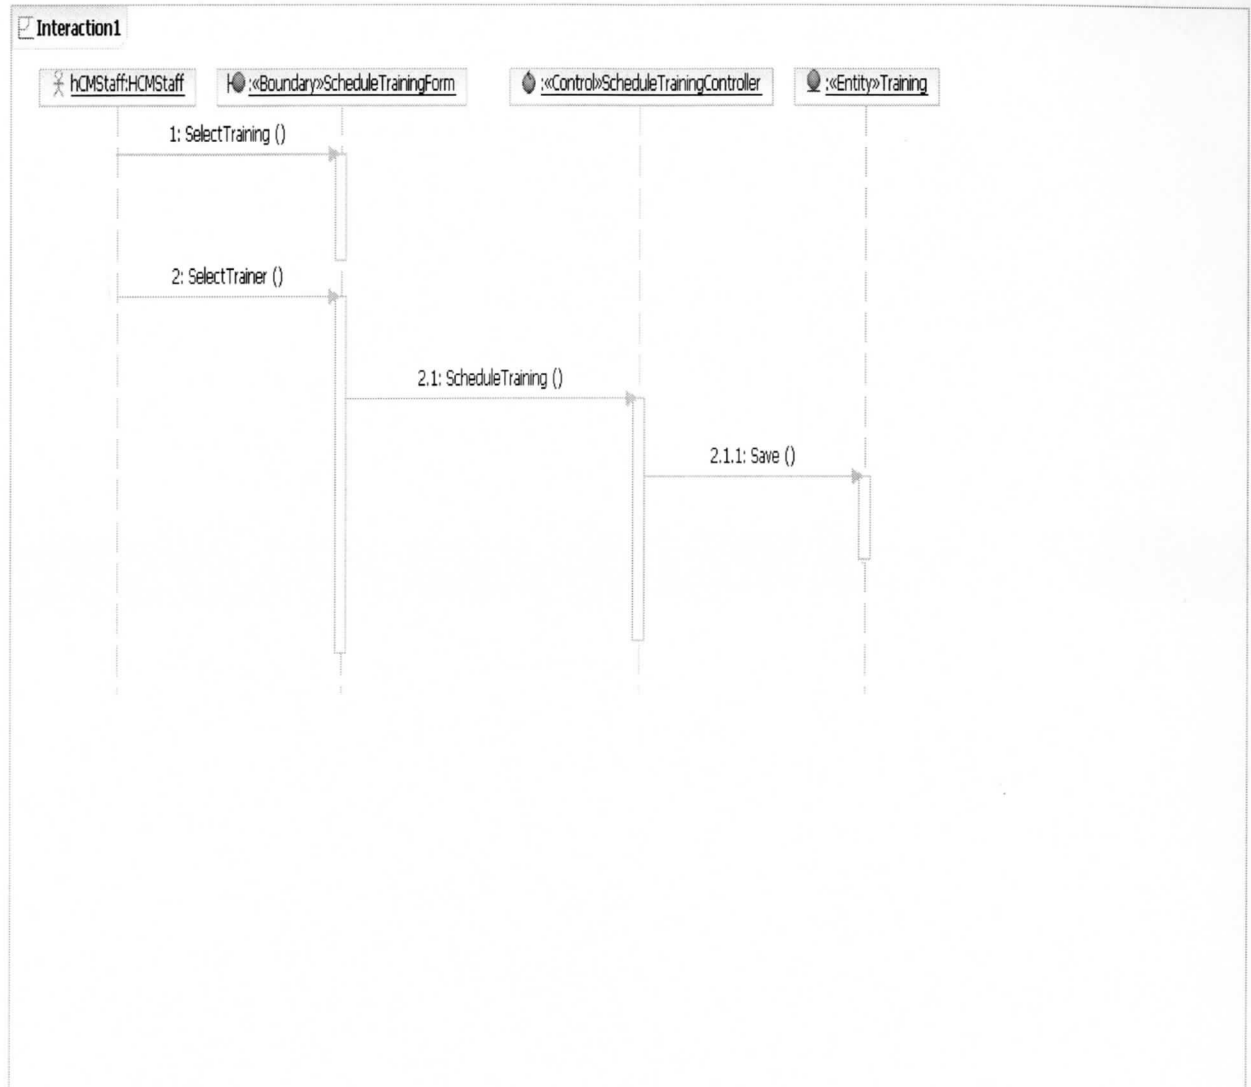 Interaction1
hCMStaff:HCMStaff
:«Boundary»ScheduleTrainingForm
:«Control»ScheduleTrainingController
:«Entity»Training
1: SelectTraining ()
2: SelectTrainer ()
2.1: ScheduleTraining ()
2.1.1: Save ()